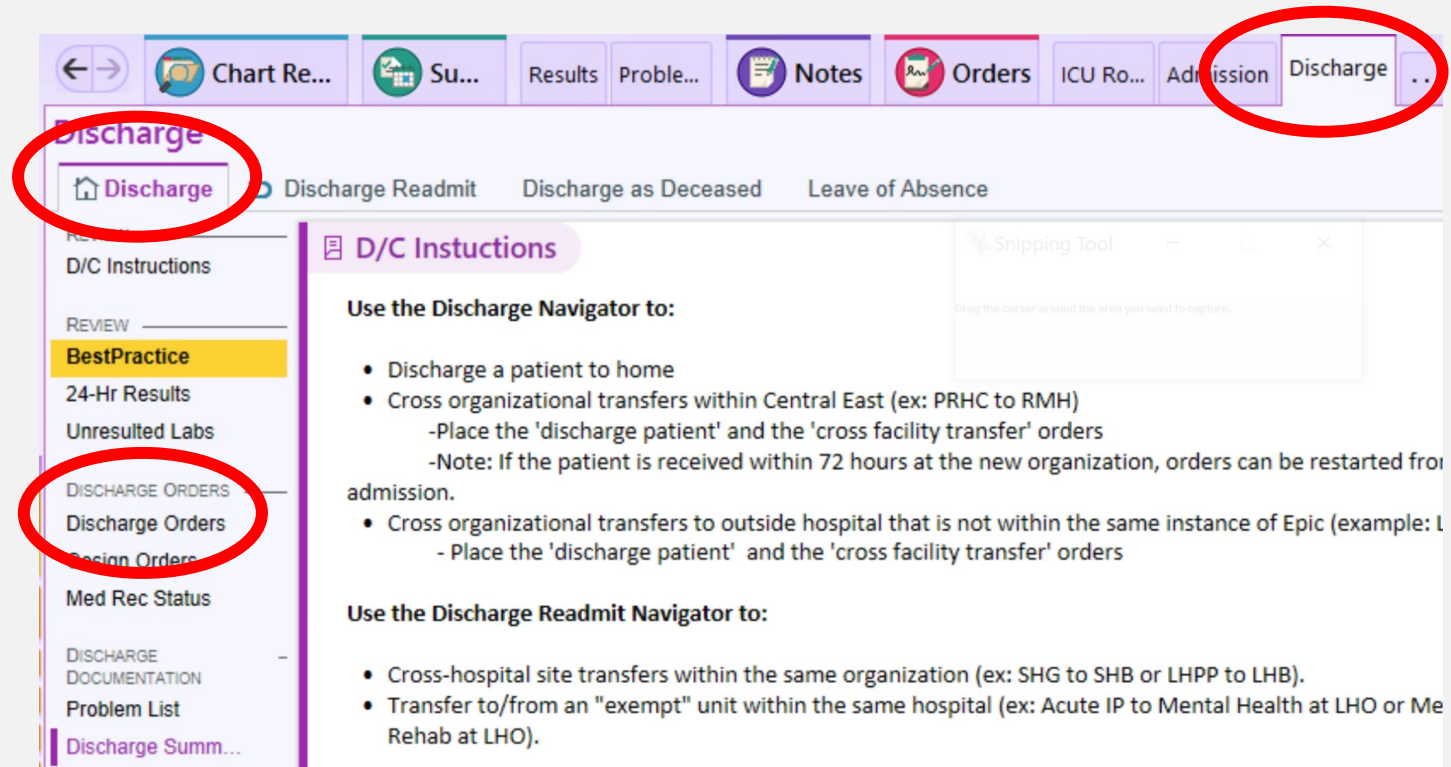 Chart Re...
Su...
Results
Proble...
Notes
Orders
ICU Ro...
Admission
Discharge
...
Discharge
Discharge
Discharge Readmit
Discharge as Deceased
Leave of Absence
D/C Instructions
REVIEW
BestPractice
24-Hr Results
Unresulted Labs
DISCHARGE ORDERS
Discharge Orders
Orders
Med Rec Status
DISCHARGE
DOCUMENTATION
Problem List
Discharge Summ...
D/C Instuctions
Snipping Tool
Drag the cursor around the area you want to capture.
Use the Discharge Navigator to:
• Discharge a patient to home
• Cross organizational transfers within Central East (ex: PRHC to RMH)
-Place the 'discharge patient' and the 'cross facility transfer' orders
-Note: If the patient is received within 72 hours at the new organization, orders can be restarted
admission.
• Cross organizational transfers to outside hospital that is not within the same instance of Epic (example:
- Place the 'discharge patient' and the 'cross facility transfer' orders
Use the Discharge Readmit Navigator to:
• Cross-hospital site transfers within the same organization (ex: SHG to SHB or LHPP to LHB).
• Transfer to/from an "exempt" unit within the same hospital (ex: Acute IP to Mental Health at LHO or
Rehab at LHO).